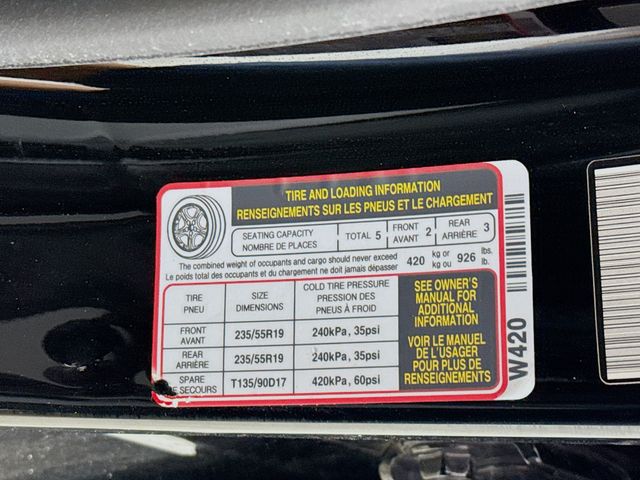 TIRE AND LOADING INFORMATION
RENSEIGNEMENTS SUR LES PNEUS ET LE CHARGEMENT
SEATING CAPACITY
NOMBRE DE PLACES
TOTAL 5
FRONT
AVANT 2
REAR
ARRIÈRE 3
The combined weight of occupants and cargo should never exceed 420 kg or 926 lbs.
Le poids total des occupants et du chargement ne doit jamais dépasser kg ou lb.
TIRE
PNEU
SIZE
DIMENSIONS
COLD TIRE PRESSURE
PRESSION DES
PNEUS À FROID
FRONT
AVANT
235/55R19
240kPa, 35psi
REAR
ARRIÈRE
235/55R19
240kPa, 35psi
SPARE
DE SECOURS
T135/90D17
420kPa, 60psi
SEE OWNER'S
MANUAL FOR
ADDITIONAL
INFORMATION
VOIR LE MANUEL
DE L'USAGER
POUR PLUS DE
RENSEIGNEMENTS
W420